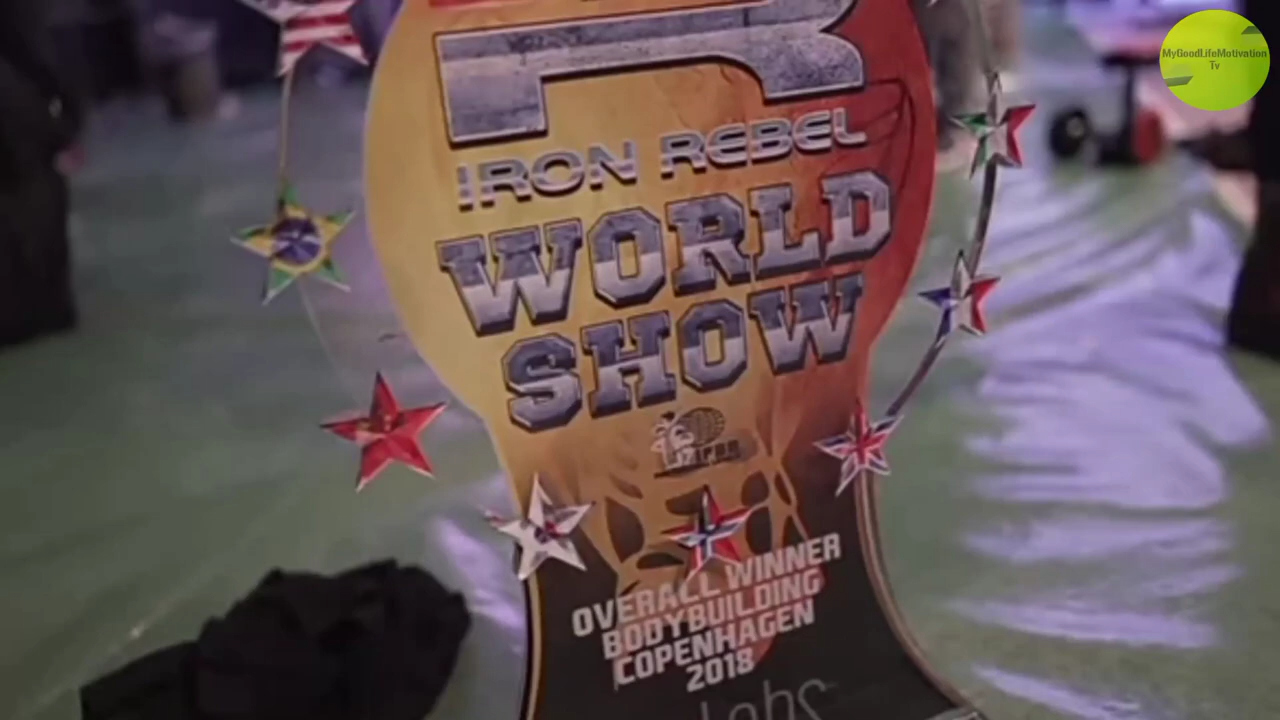 MyGoodLifeMotivation
Tv
IRON REBEL
WORLD
SHOW
OVERALL WINNER
BODYBUILDING
COPENHAGEN
2018